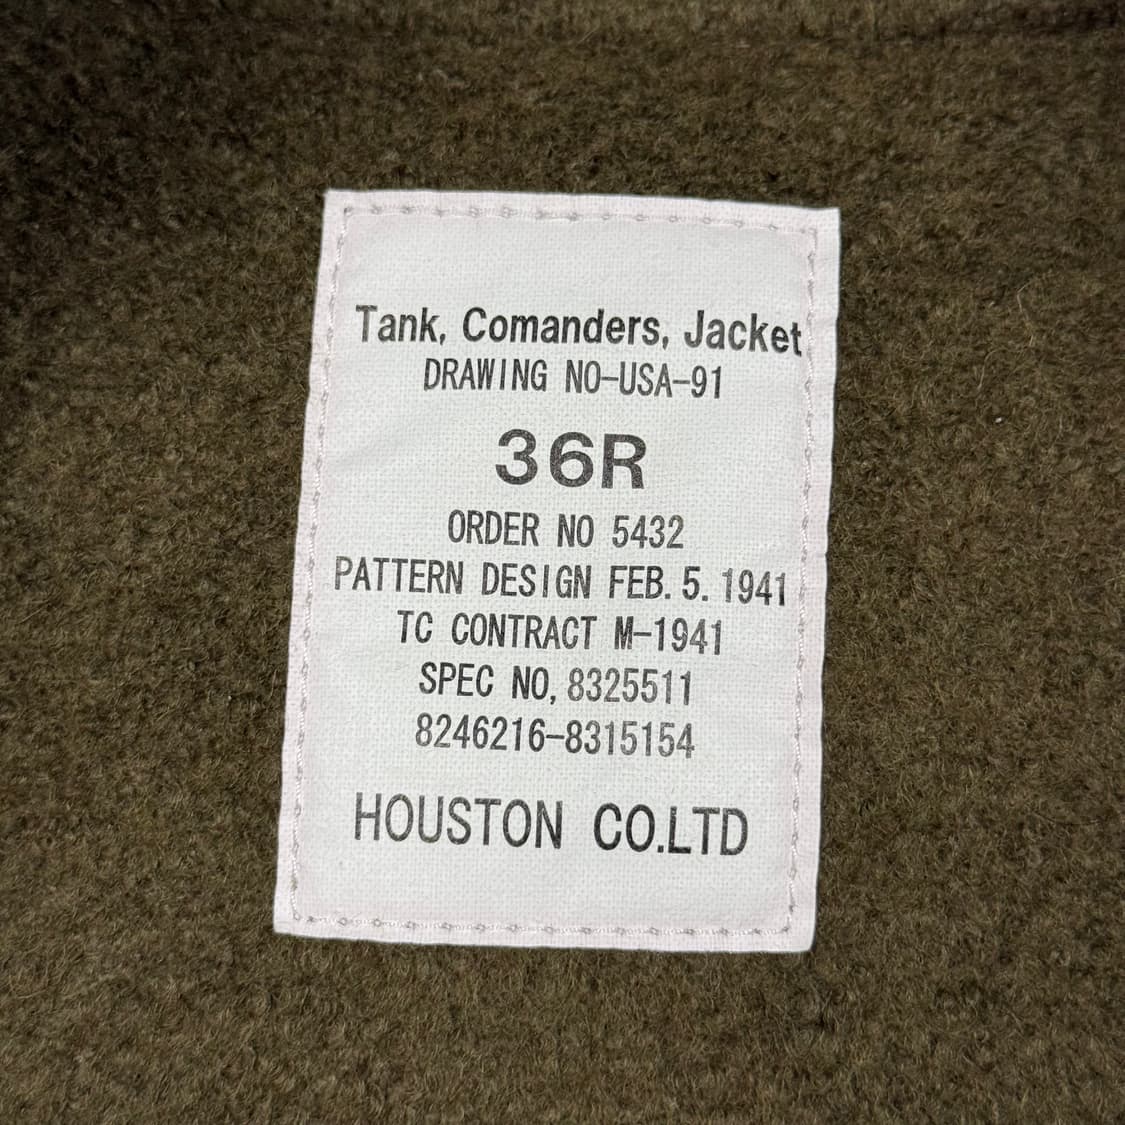 Tank, Comanders, Jacket
DRAWING NO-USA-91
36R
ORDER NO 5432
PATTERN DESIGN FEB. 5. 1941
TC CONTRACT M-1941
SPEC NO, 8325511
8246216-8315154
HOUSTON CO.LTD